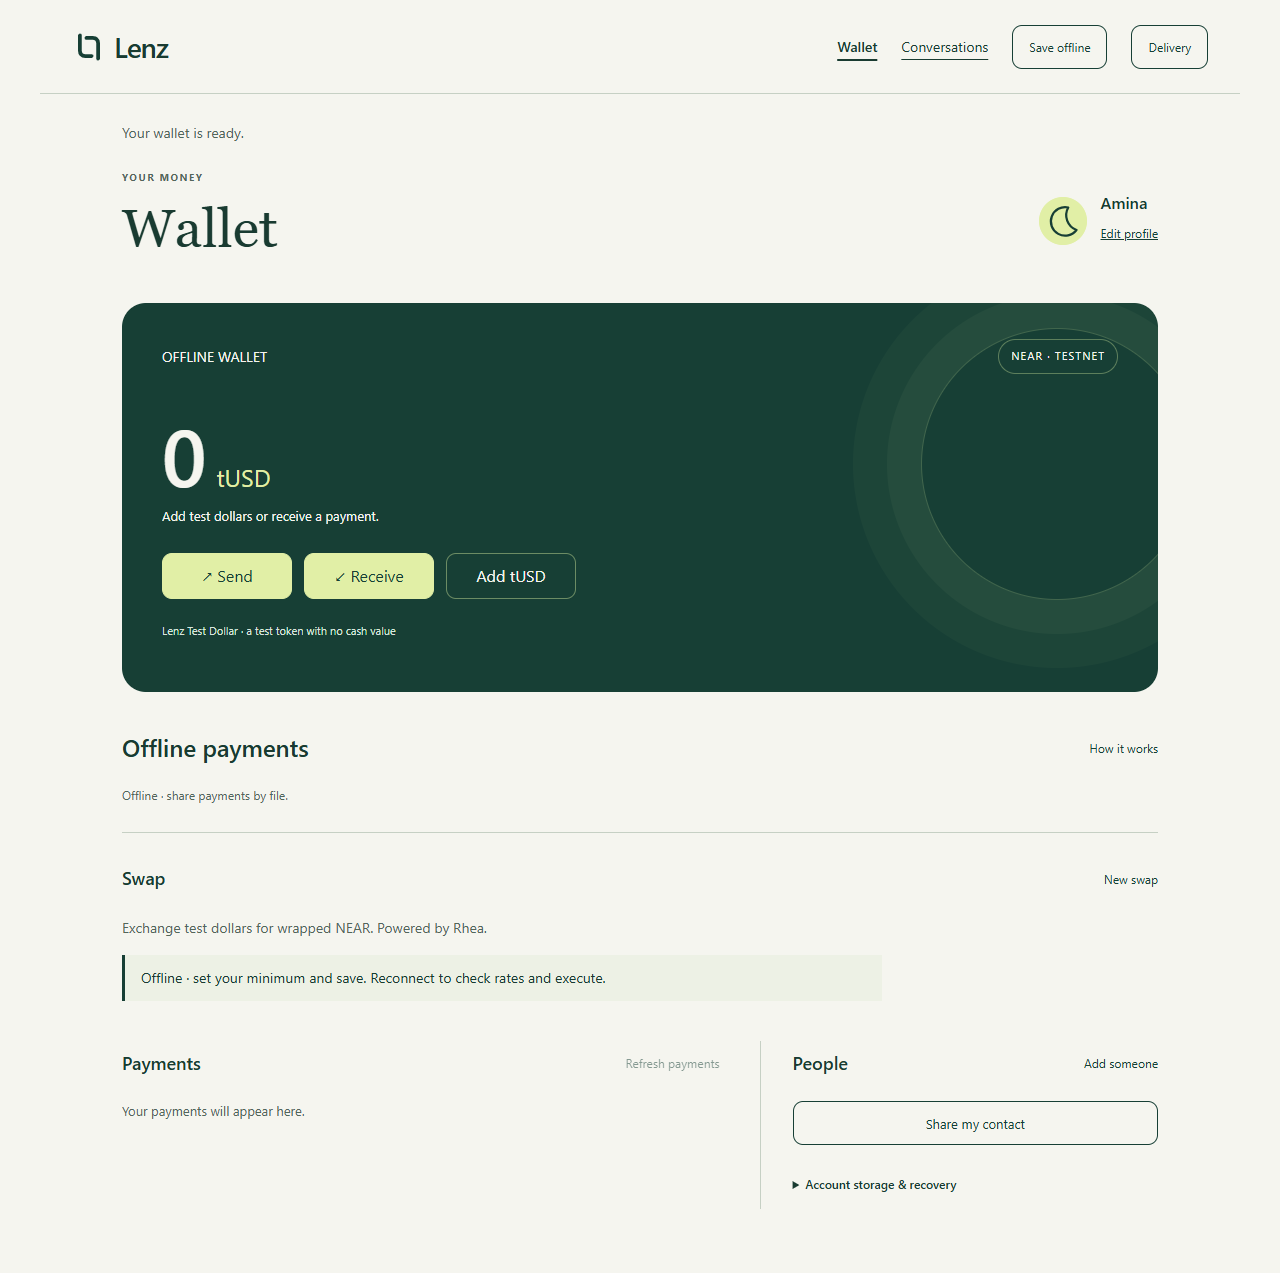 Lenz
Wallet
Conversations
Save offline
Delivery
Your wallet is ready.
YOUR MONEY
Wallet
Amina
Edit profile
OFFLINE WALLET
NEAR · TESTNET
0 tUSD
Add test dollars or receive a payment.
↗ Send
↙ Receive
Add tUSD
Lenz Test Dollar · a test token with no cash value
Offline payments
How it works
Offline · share payments by file.
Swap
New swap
Exchange test dollars for wrapped NEAR. Powered by Rhea.
Offline · set your minimum and save. Reconnect to check rates and execute.
Payments
Refresh payments
Your payments will appear here.
People
Add someone
Share my contact
Account storage & recovery